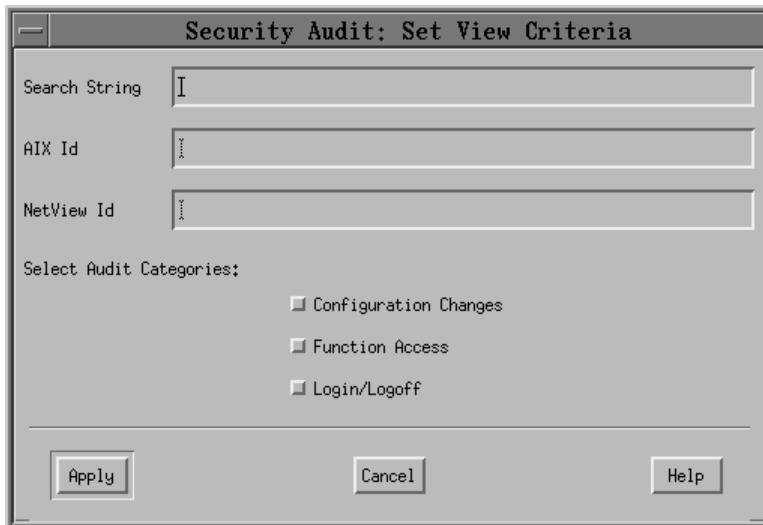 Security Audit: Set View Criteria
Search String
AIX Id
NetView Id
Select Audit Categories:
Configuration Changes
Function Access
Login/Logoff
Apply Cancel Help